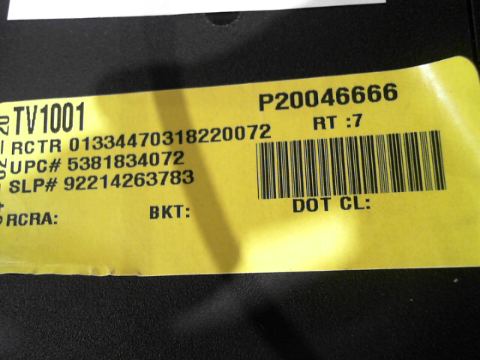 TV1001
P20046666
RCTR 01334470318220072
RT :7
UPC# 5381834072
SLP# 92214263783
RCRA:
BKT:
DOT CL: